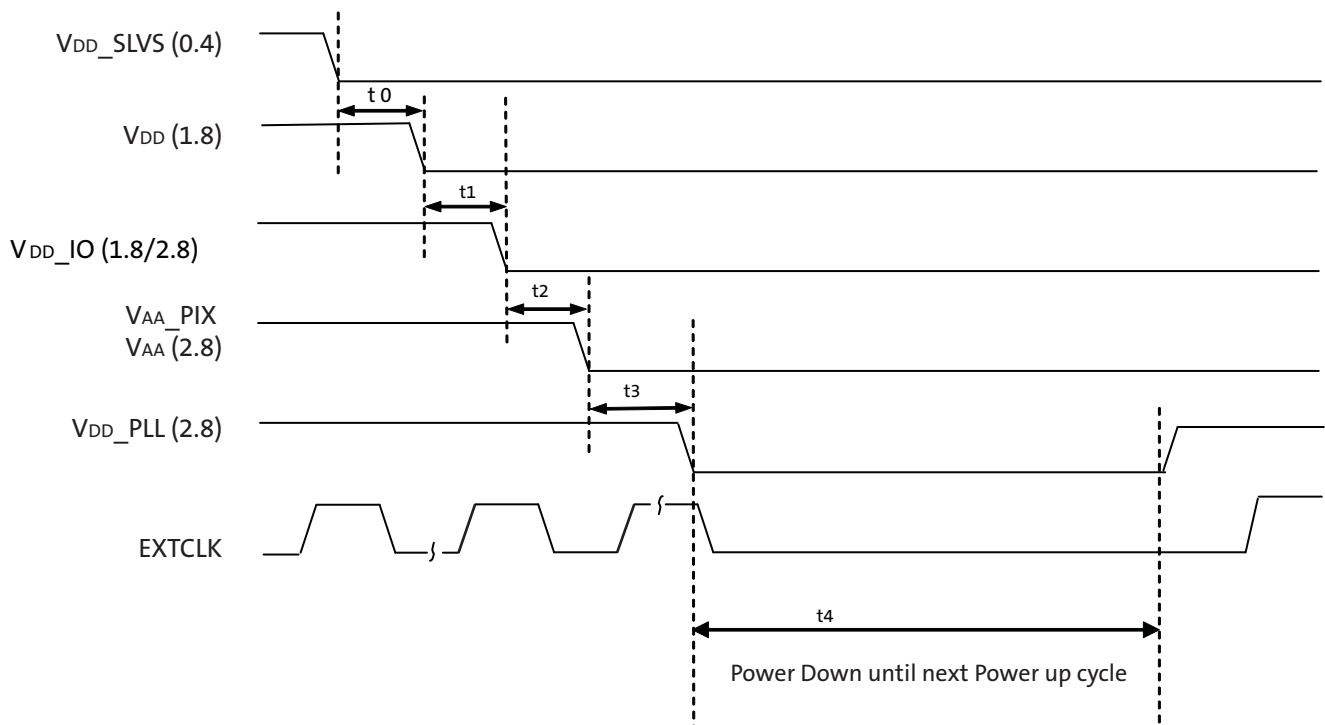 VDD_SLVS (0.4)
t 0
VDD (1.8)
t1
VDD_IO (1.8/2.8)
t2
VAA_PIX
VAA (2.8)
t3
VDD_PLL (2.8)
EXTCLK
t4
Power Down until next Power up cycle